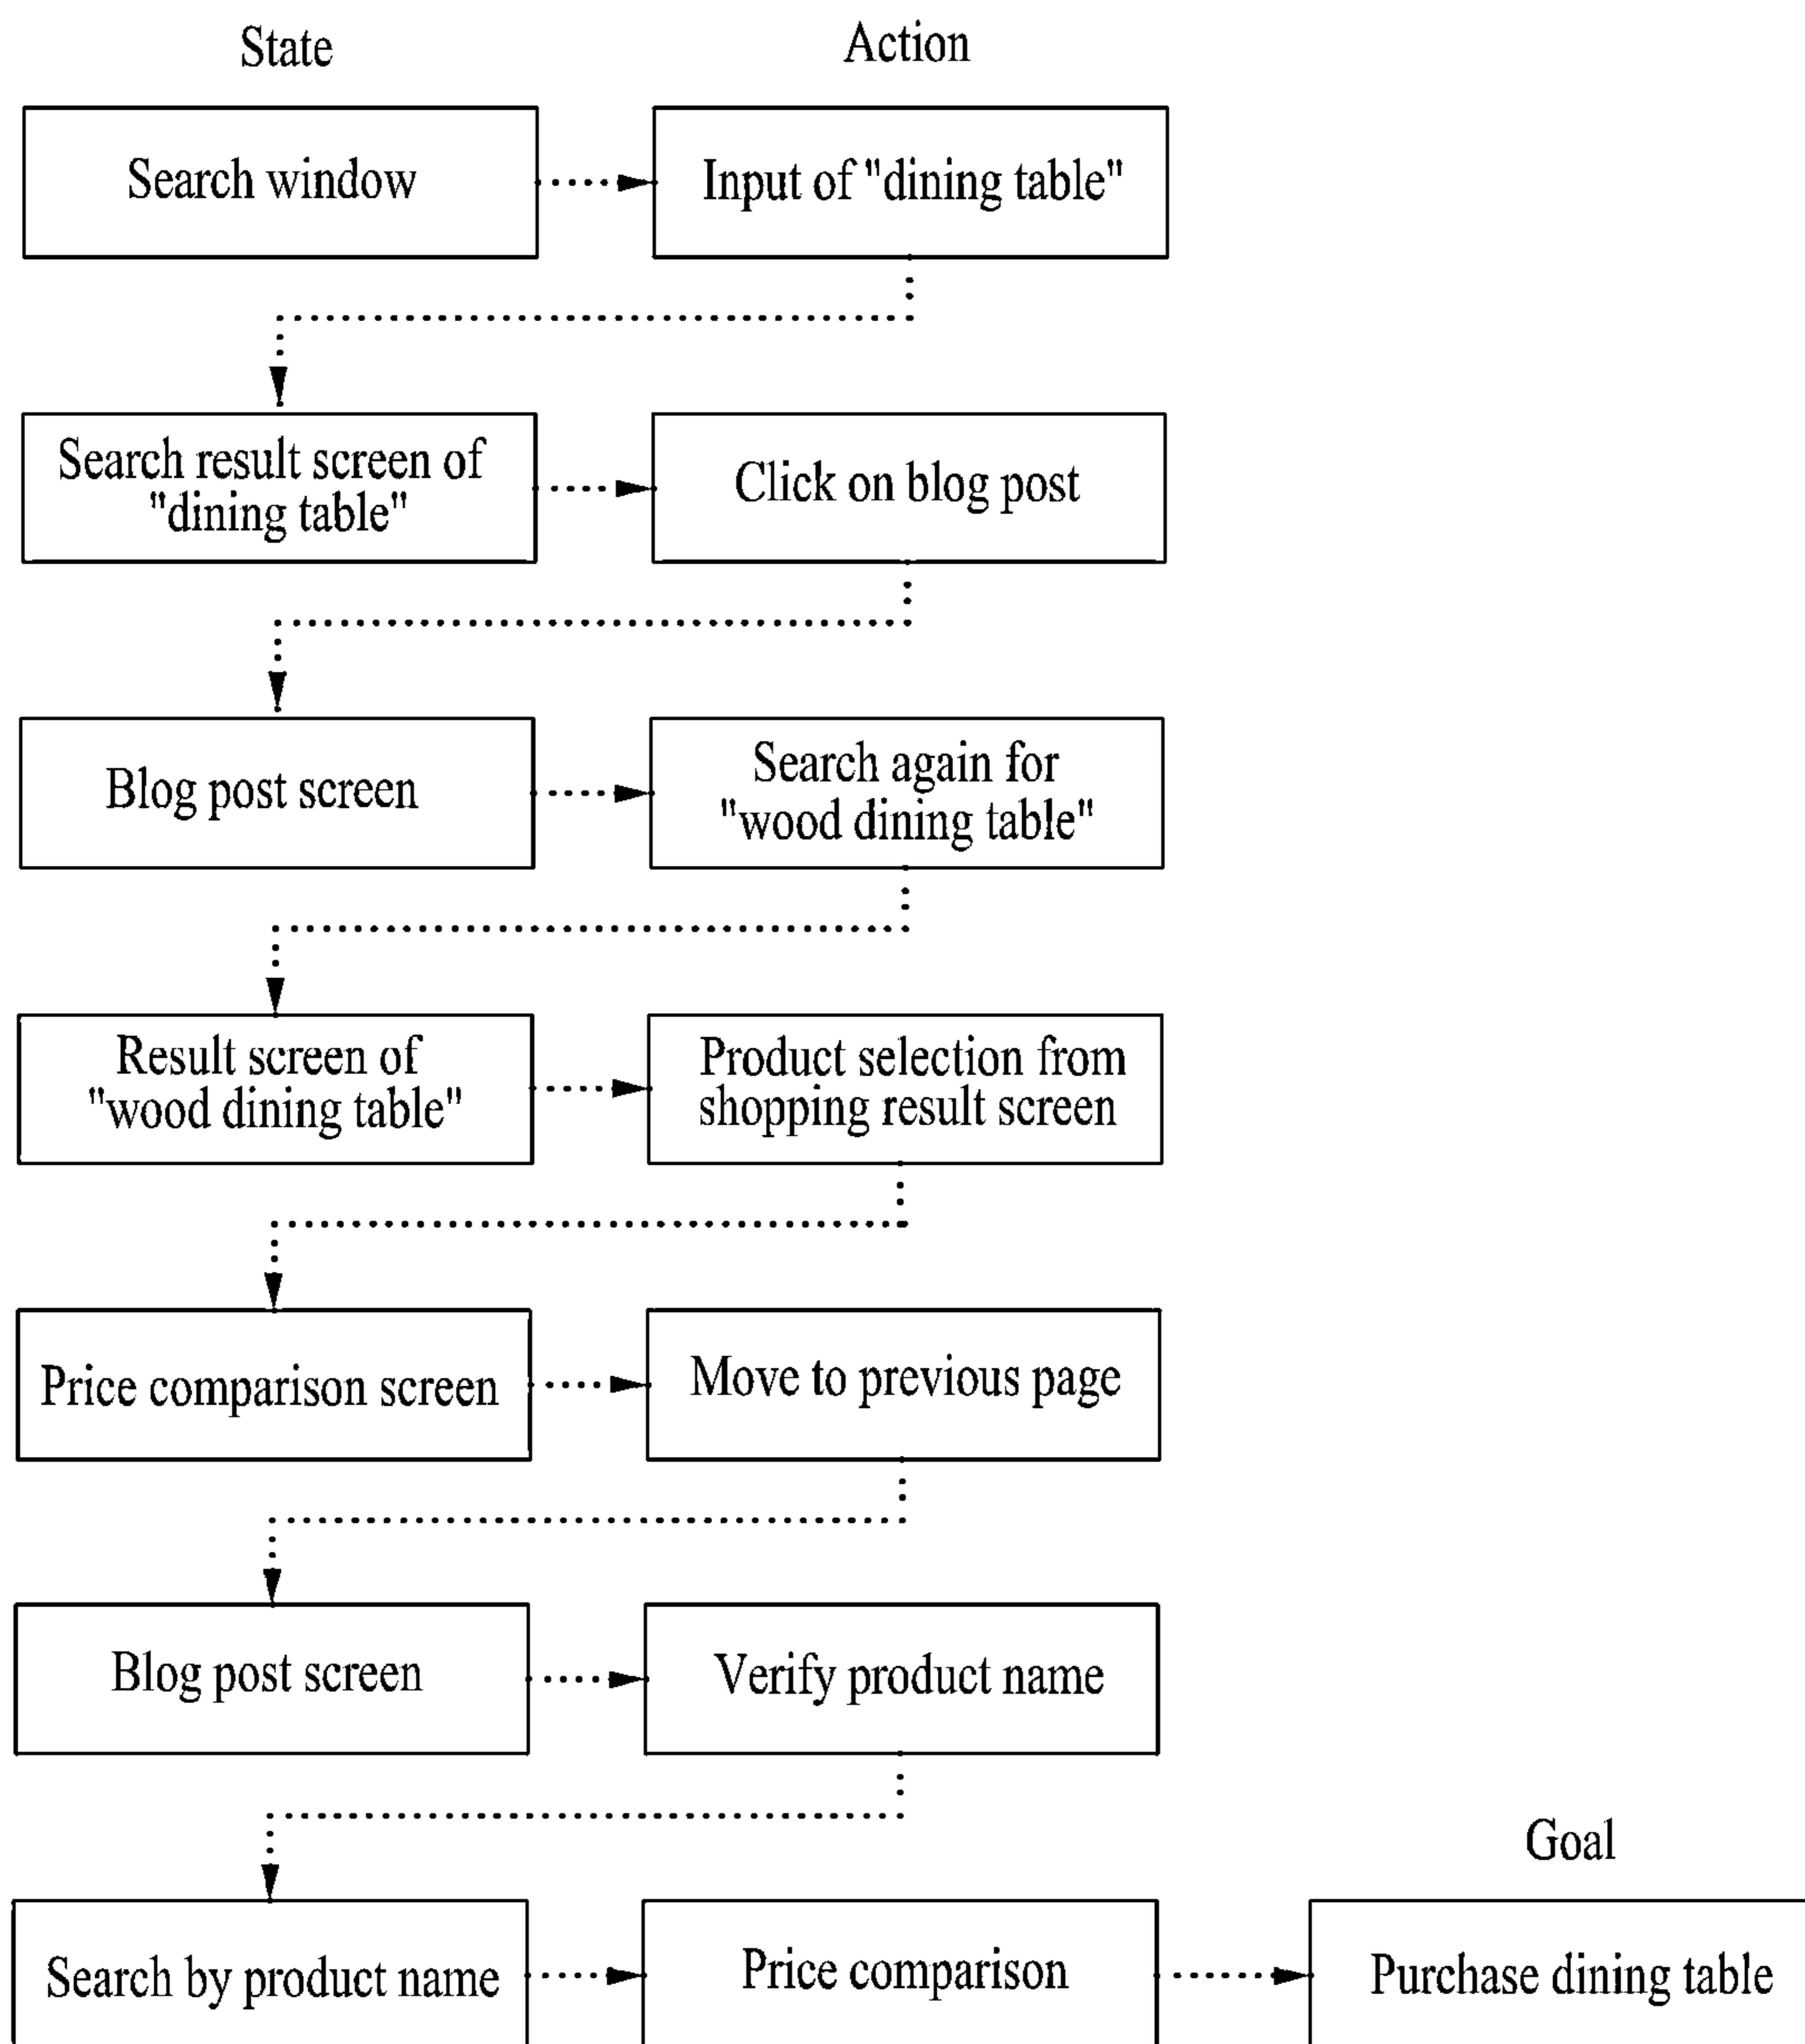 State
Action
Search window
Input of "dining table"
Search result screen of
"dining table"
Click on blog post
Blog post screen
Search again for
"wood dining table"
Result screen of
"wood dining table"
Product selection from
shopping result screen
Price comparison screen
Move to previous page
Blog post screen
Verify product name
Goal
Search by product name
Price comparison
Purchase dining table